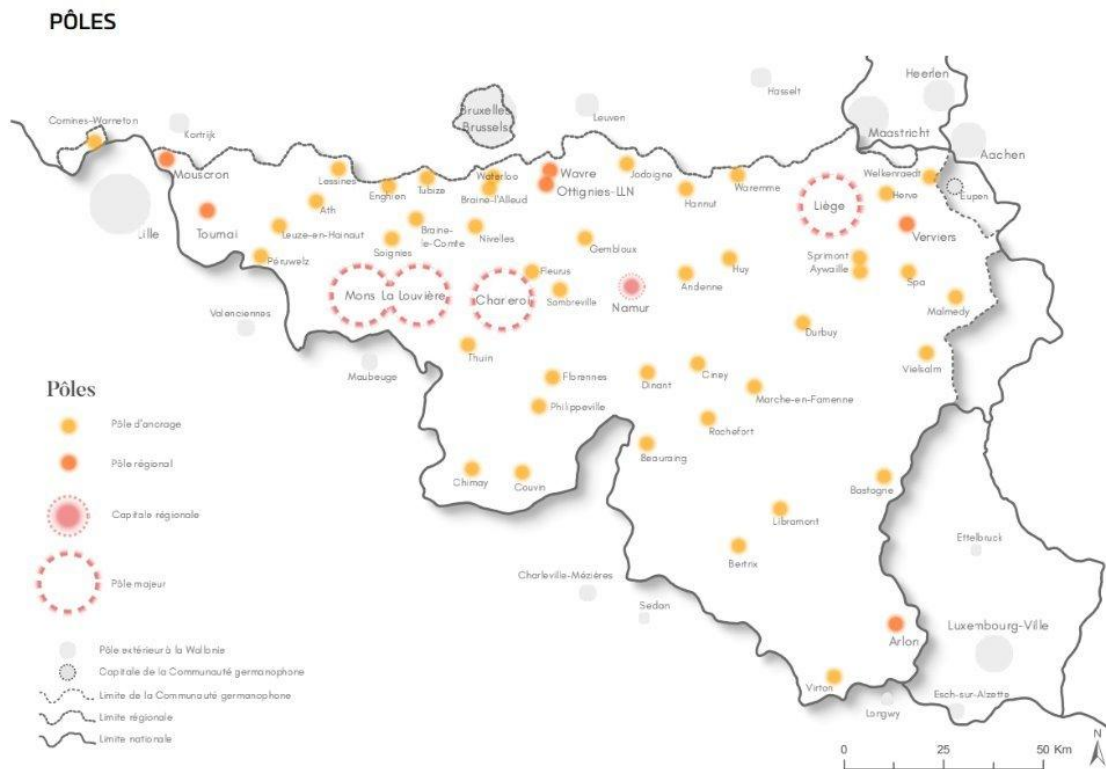 PÔLES
Heerlen
Hasselt
Comines-Warneton
Kortrijk
Bruxelles
Brussels
Leuven
Maastricht
Aachen
Mouscron
Lessines
Enghien
Tubize
Waterloo
Braine-l'Alleud
Wavre
Ottignies-LLN
Jodoigne
Hannut
Waremme
Welkenraedt
Herve
Eupen
Liège
Lille
Tournai
Ath
Leuze-en-Hainaut
Braine-
le-Comte
Nivelles
Gembloux
Verviers
Péruwelz
Soignies
Fleurus
Huy
Andenne
Sprimont
Aywaille
Spa
Mons
La Louvière
Charleroi
Sambreville
Namur
Malmedy
Valenciennes
Durbuy
Thuin
Vielsalm
Maubeuge
Florennes
Dinant
Ciney
Marche-en-Famenne
Philippeville
Rochefort
Beauraing
Chimay
Couvin
Bastogne
Libramont
Bertrix
Ettelbruck
Charleville-Mézières
Sedan
Arlon
Luxembourg-Ville
Virton
Longwy
Esch-sur-Alzette
Pôles
Pôle d'ancrage
Pôle régional
Capitale régionale
Pôle majeur
Pôle extérieur à la Wallonie
Capitale de la Communauté germanophone
Limite de la Communauté germanophone
Limite régionale
Limite nationale
0 25 50 Km
N